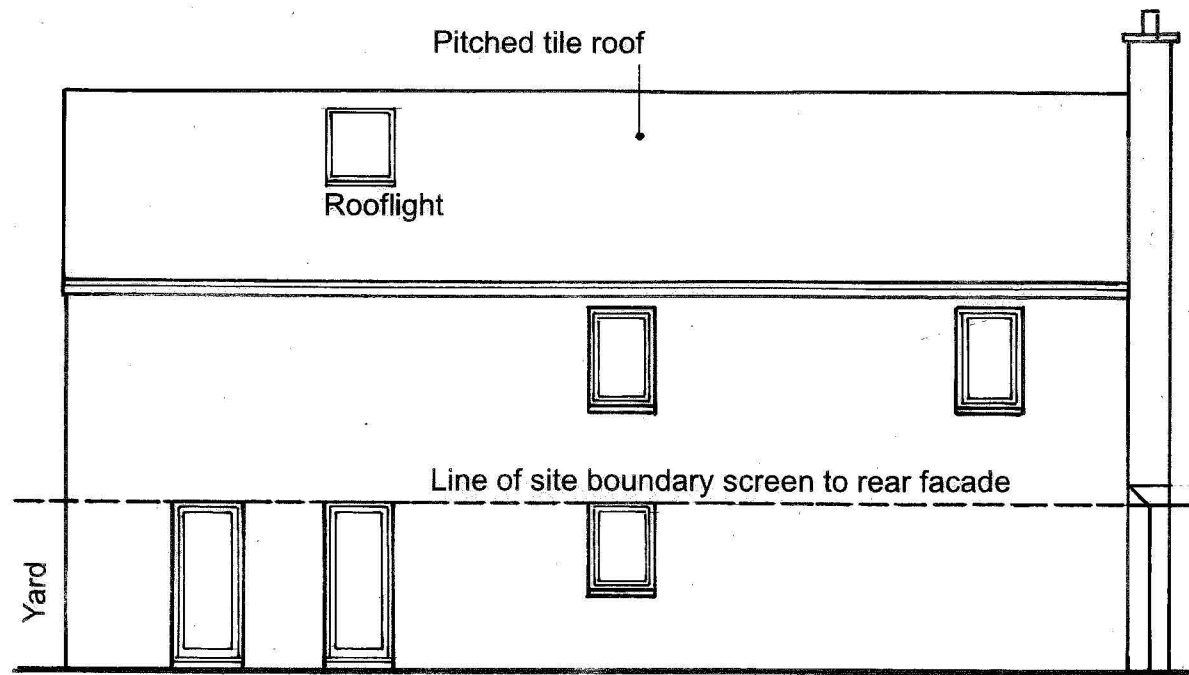 Pitched tile roof
Rooflight
Line of site boundary screen to rear facade
Yard